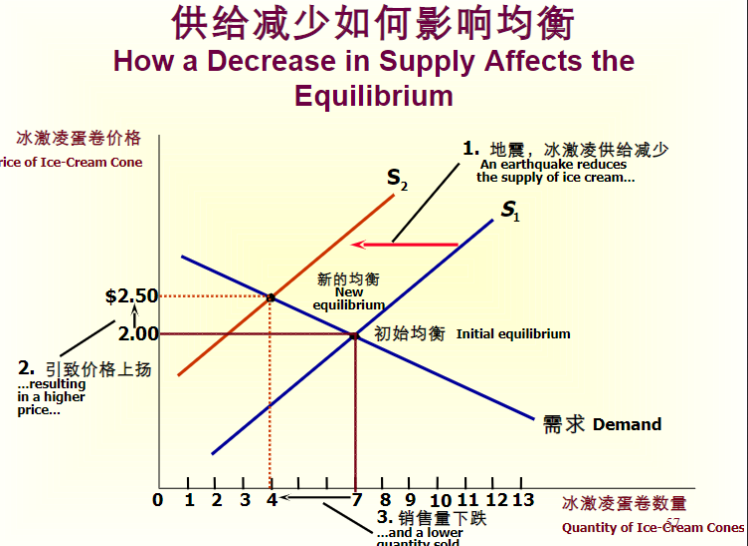 供给减少如何影响均衡
How a Decrease in Supply Affects the
Equilibrium
冰激凌蛋卷价格
rice of Ice-Cream Cone
1. 地震，冰激凌供给减少
An earthquake reduces
the supply of ice cream...
S2
S1
新的均衡
New
equilibrium
$2.50
2.00
初始均衡 Initial equilibrium
2. 引致价格上扬
...resulting
in a higher
price...
需求 Demand
0 1 2 3 4 7 8 9 10 11 12 13
冰激凌蛋卷数量
3. 销售量下跌
...and a lower
quantity sold
Quantity of Ice-Cream Cones
57